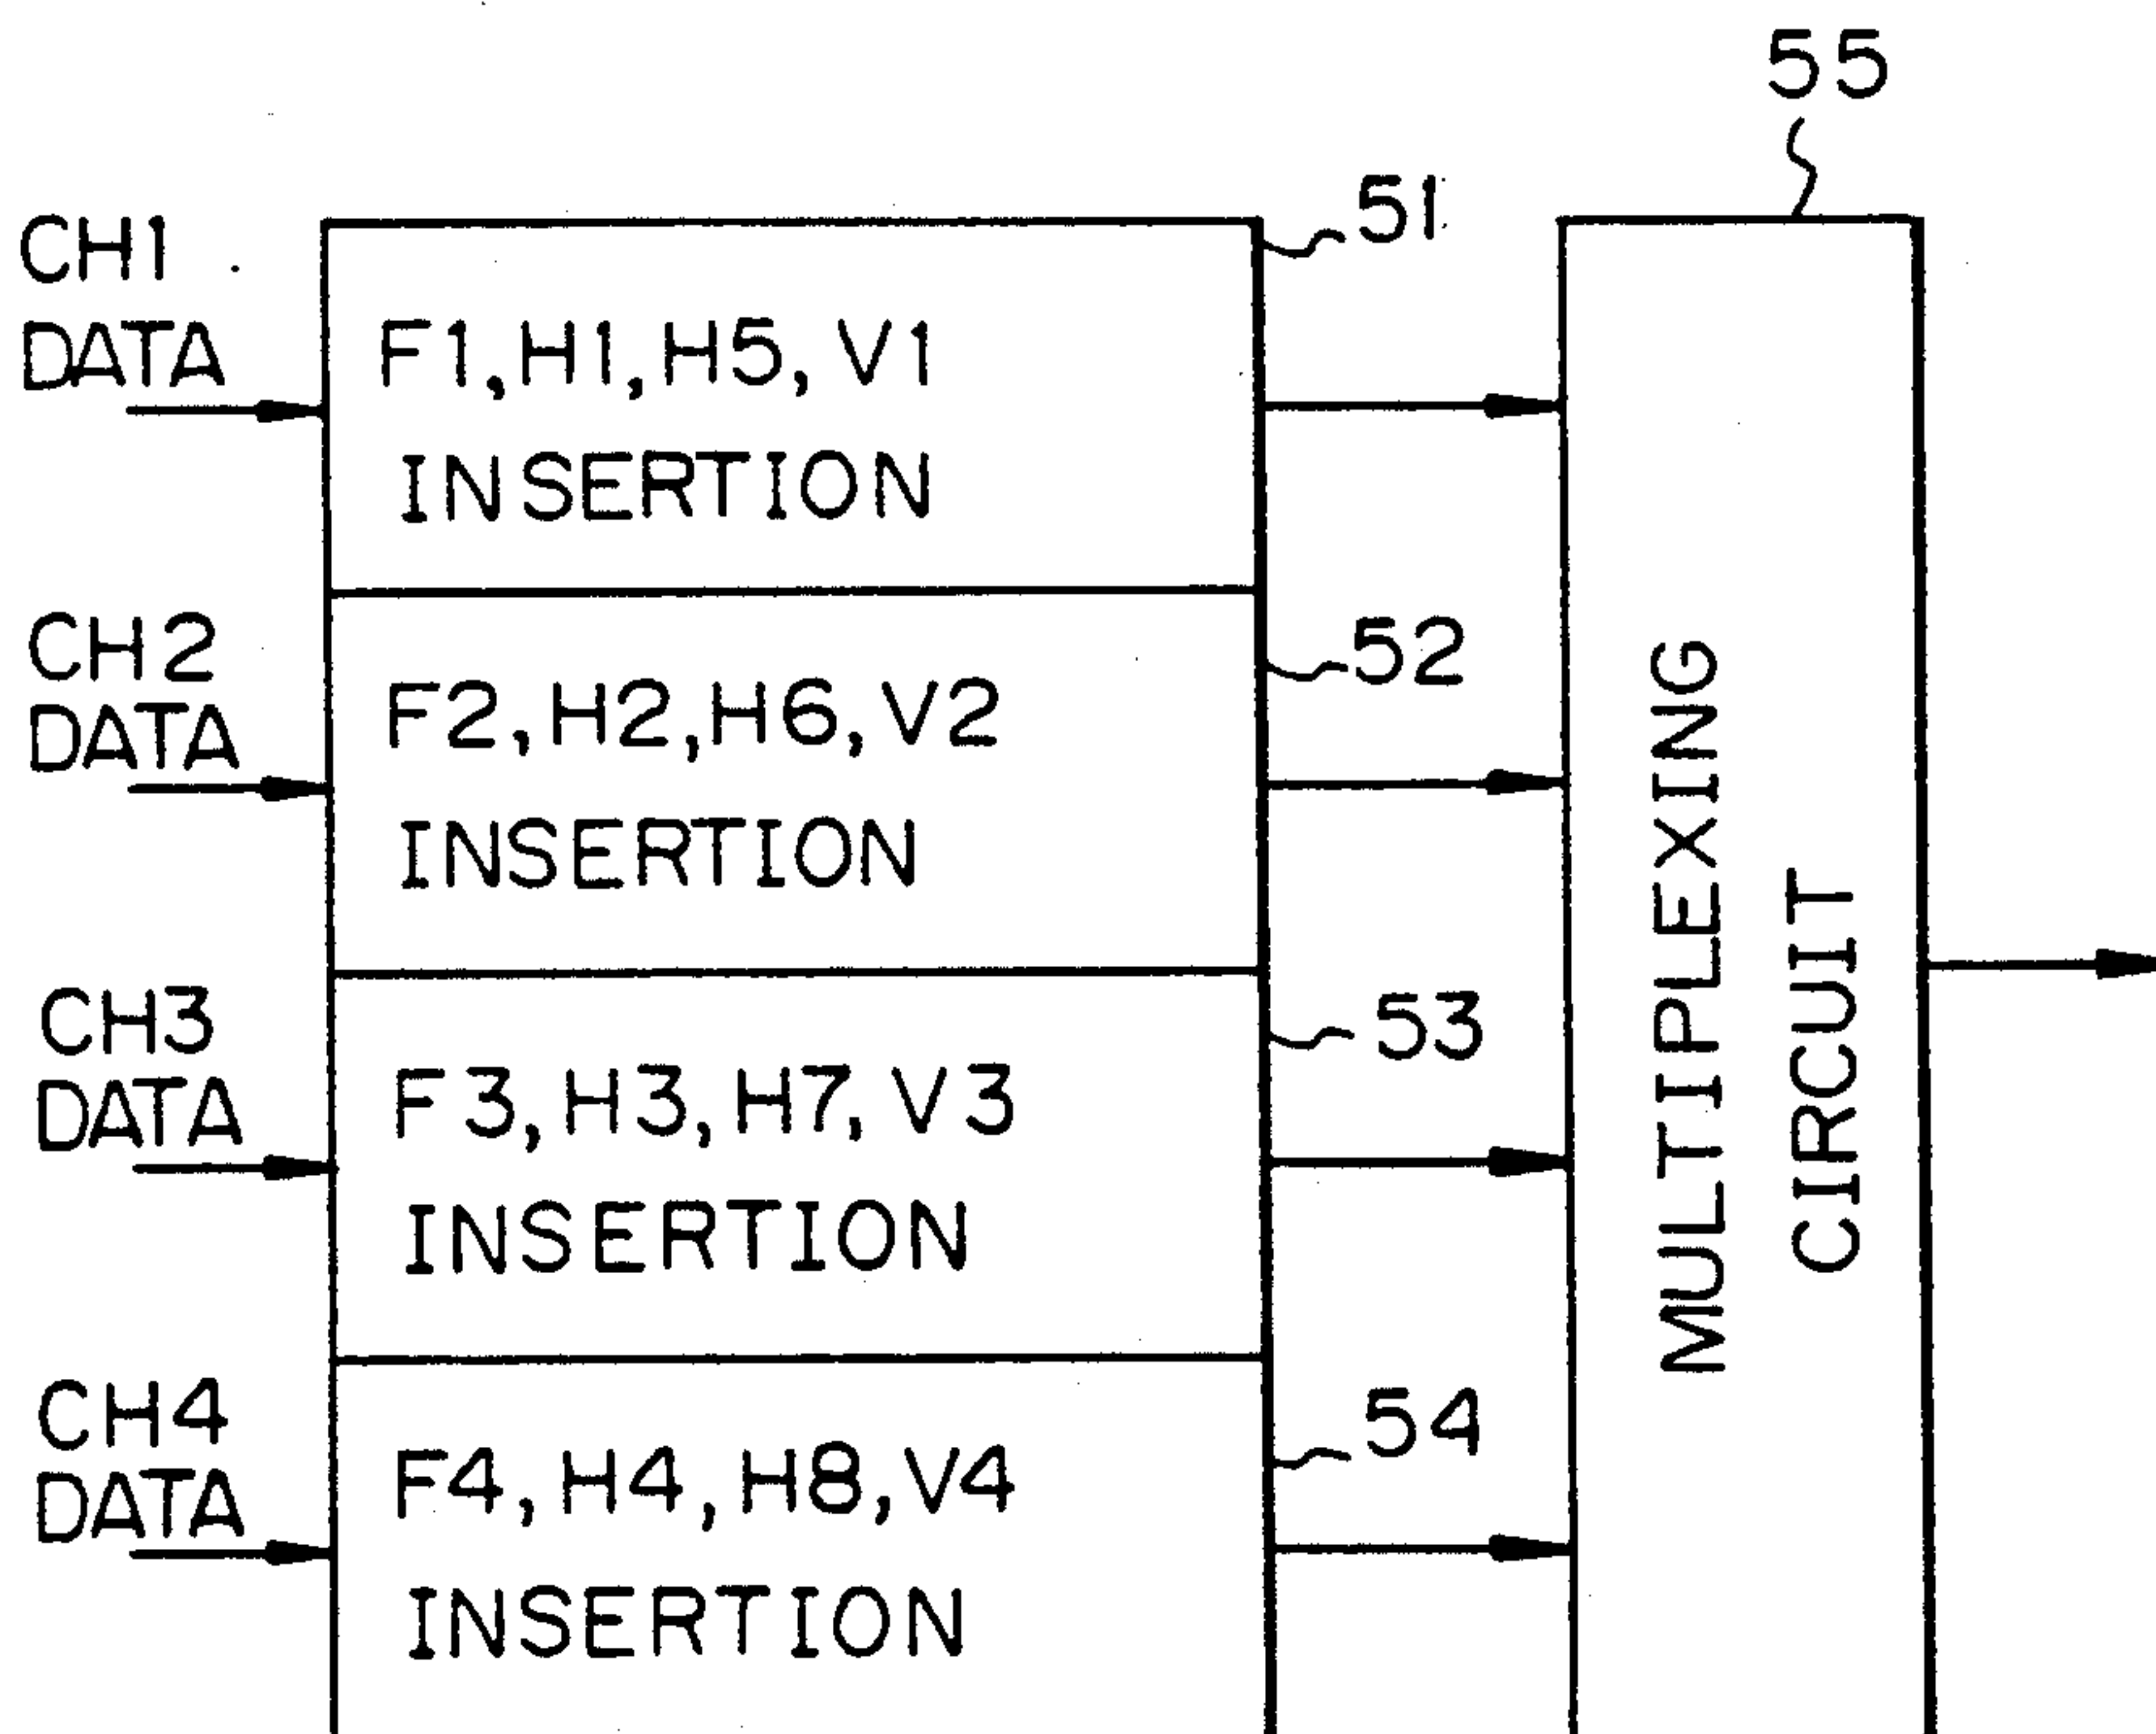 55
51
CH1
DATA
F1,H1,H5,V1
INSERTION
52
CH2
DATA
F2,H2,H6,V2
INSERTION
53
CH3
DATA
F3,H3,H7,V3
INSERTION
54
CH4
DATA
F4,H4,H8,V4
INSERTION
MULTIPLEXING
CIRCUIT